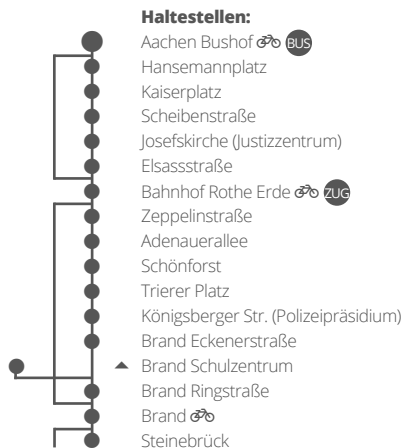 Haltestellen:
Aachen Bushof BUS
Hansemannplatz
Kaiserplatz
Scheibenstraße
Josefskirche (Justizzentrum)
Elsassstraße
Bahnhof Rothe Erde ZUG
Zeppelinstraße
Adenauerallee
Schönforst
Trierer Platz
Königsberger Str. (Polizeipräsidium)
Brand Eckenerstraße
Brand Schulzentrum
Brand Ringstraße
Brand
Steinebrück